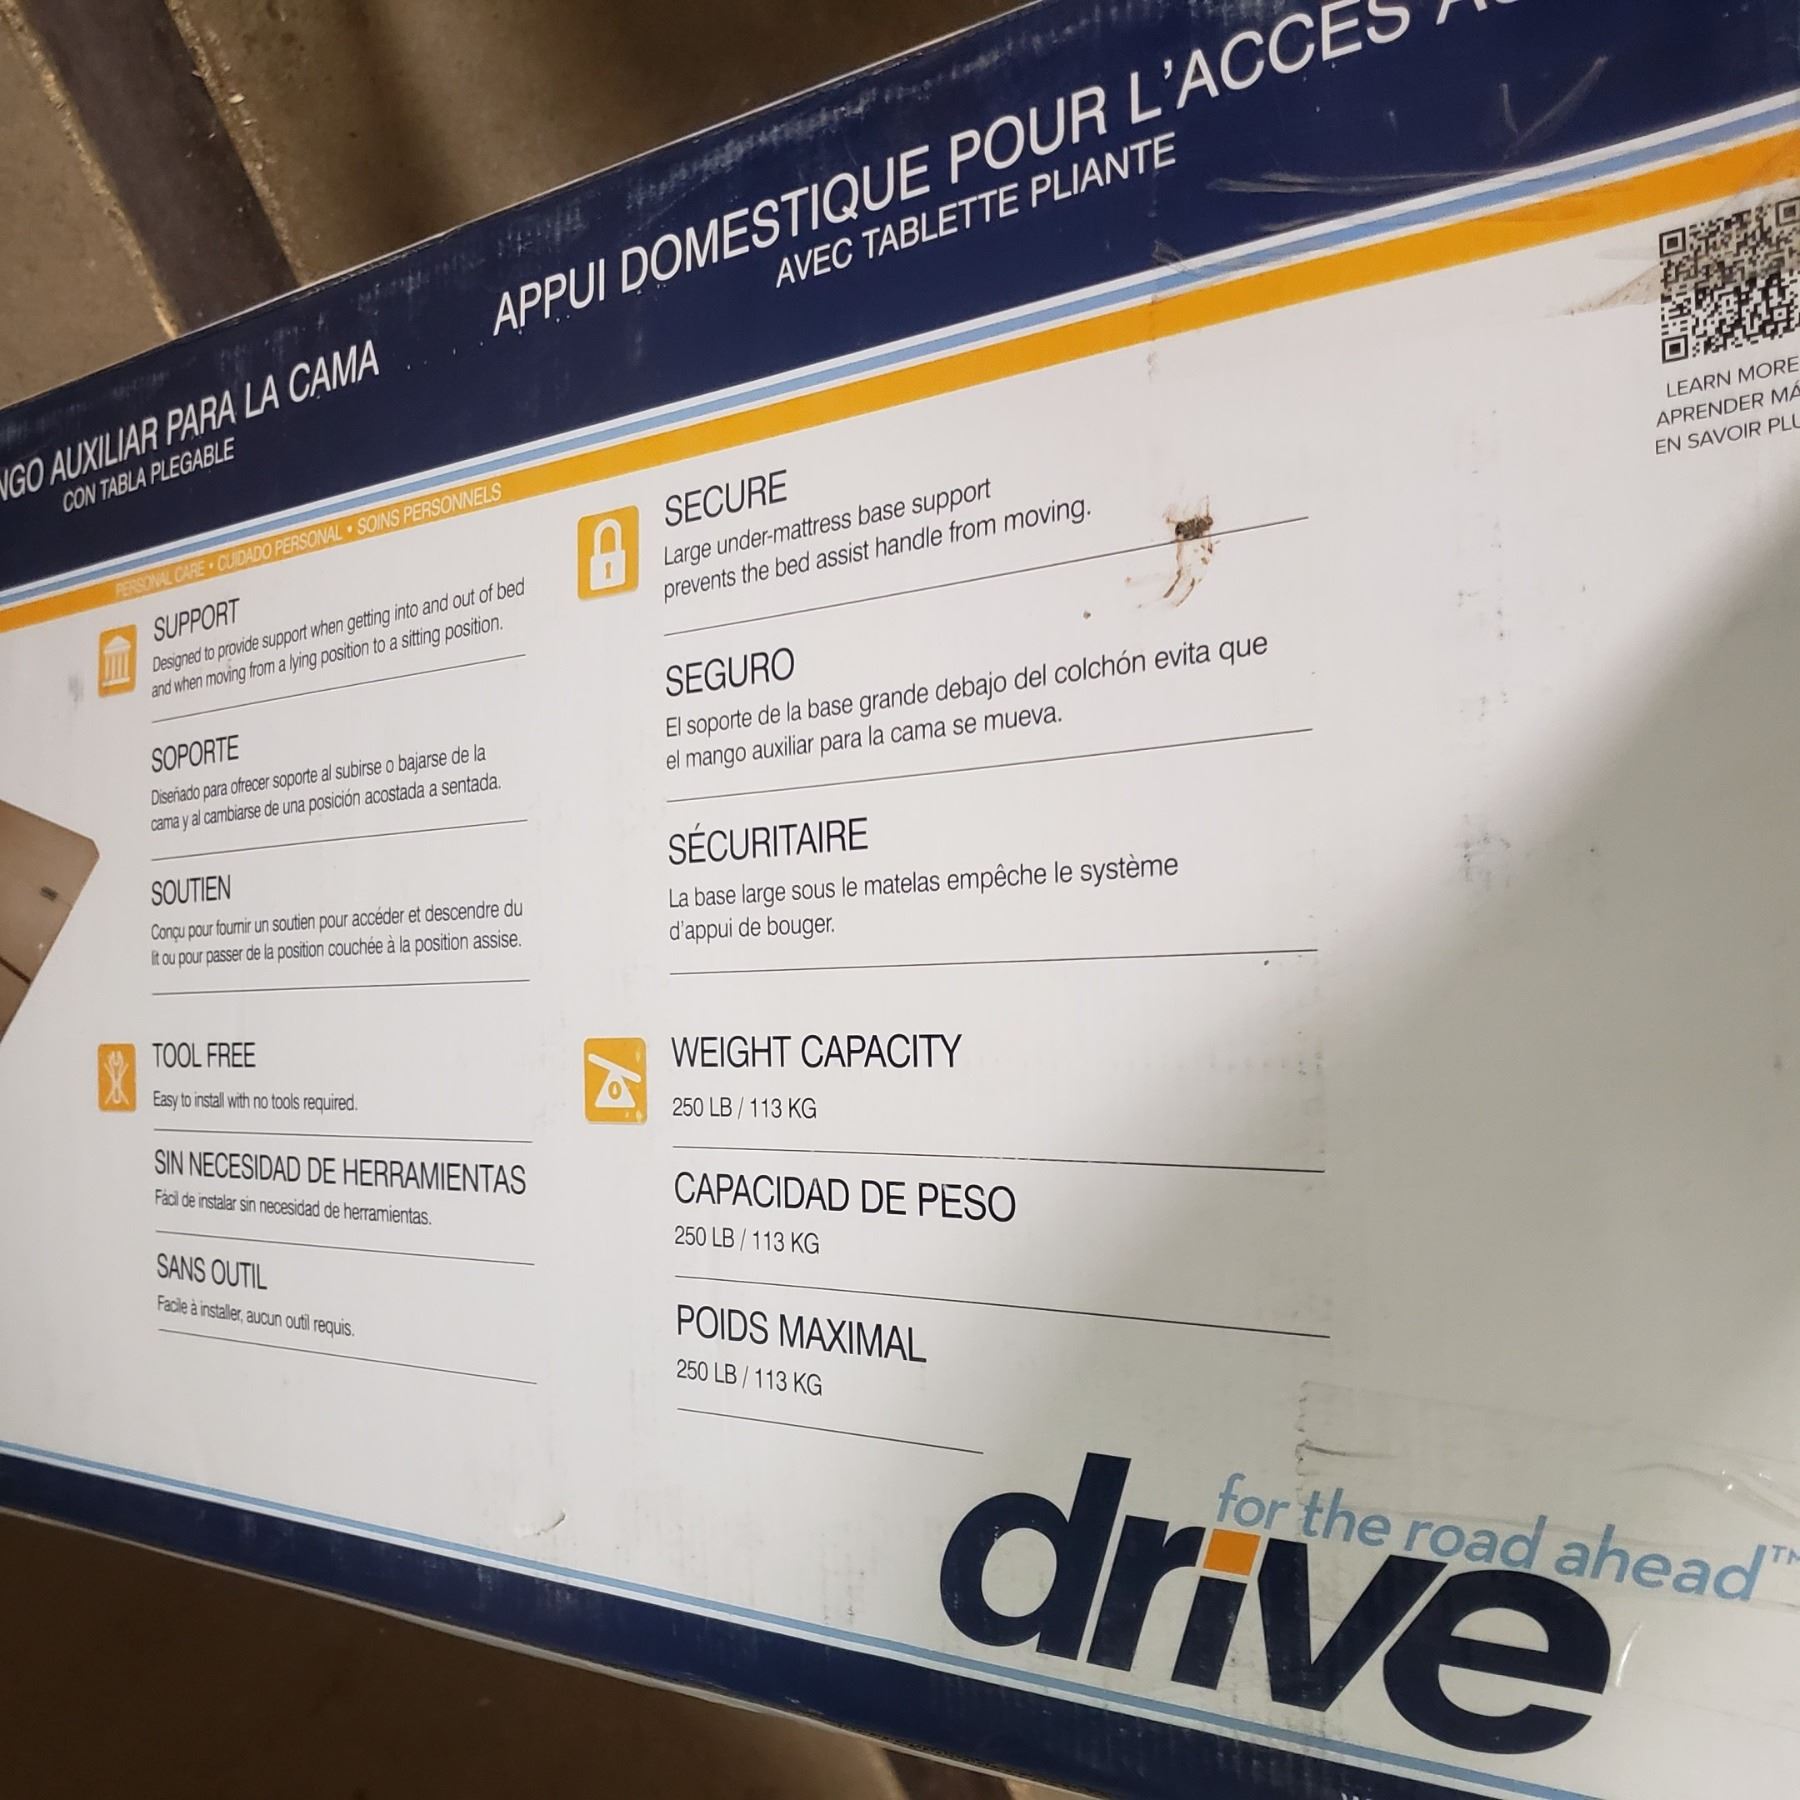 AUXILIAR PARA LA CAMA
CON TABLA PLEGABLE
APPUI DOMESTIQUE POUR L'ACCÈS
AVEC TABLETTE PLIANTE
PERSONAL CARE • CUIDADO PERSONAL • SOINS PERSONNELS
SUPPORT
Designed to provide support when getting into and out of bed
and when moving from a lying position to a sitting position.
SOPORTE
Diseñado para ofrecer soporte al subirse o bajarse de la
cama y al cambiarse de una posición acostada a sentada.
SOUTIEN
Conçu pour fournir un soutien pour accéder et descendre du
lit ou pour passer de la position couchée à la position assise.
TOOL FREE
Easy to install with no tools required.
SIN NECESIDAD DE HERRAMIENTAS
Fácil de instalar sin necesidad de herramientas.
SANS OUTIL
Facile à installer, aucun outil requis.
SECURE
Large under-mattress base support
prevents the bed assist handle from moving.
SEGURO
El soporte de la base grande debajo del colchón evita que
el mango auxiliar para la cama se mueva.
SÉCURITAIRE
La base large sous le matelas empêche le système
d'appui de bouger.
WEIGHT CAPACITY
250 LB / 113 KG
CAPACIDAD DE PESO
250 LB / 113 KG
POIDS MAXIMAL
250 LB / 113 KG
LEARN MORE
APRENDER
EN SAVOIR
for the road ahead™
drive